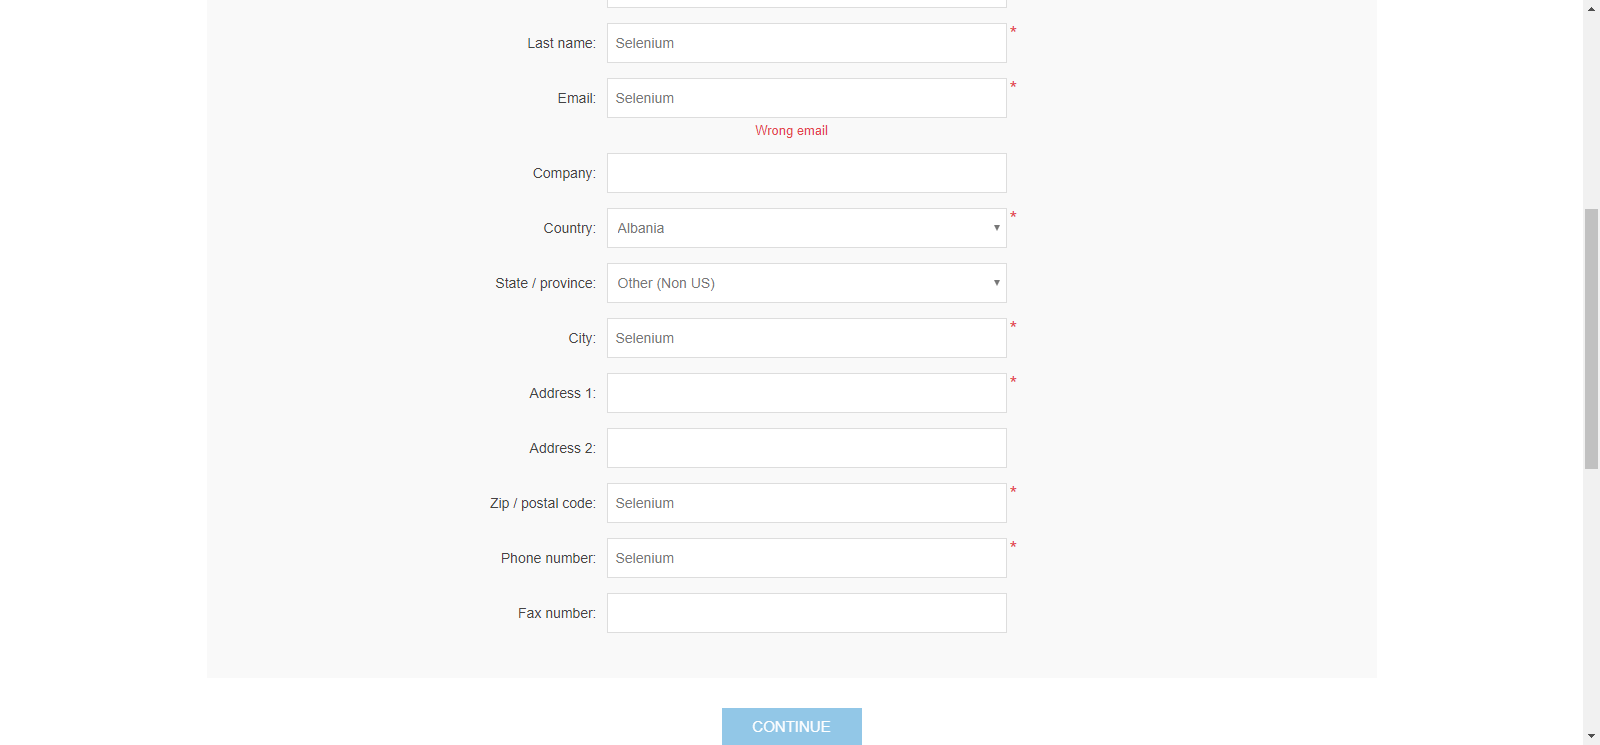 Last name: Selenium *
Email: Selenium *
Wrong email
Company:
Country: Albania *
State / province: Other (Non US)
City: Selenium *
Address 1: *
Address 2:
Zip / postal code: Selenium *
Phone number: Selenium *
Fax number:
CONTINUE